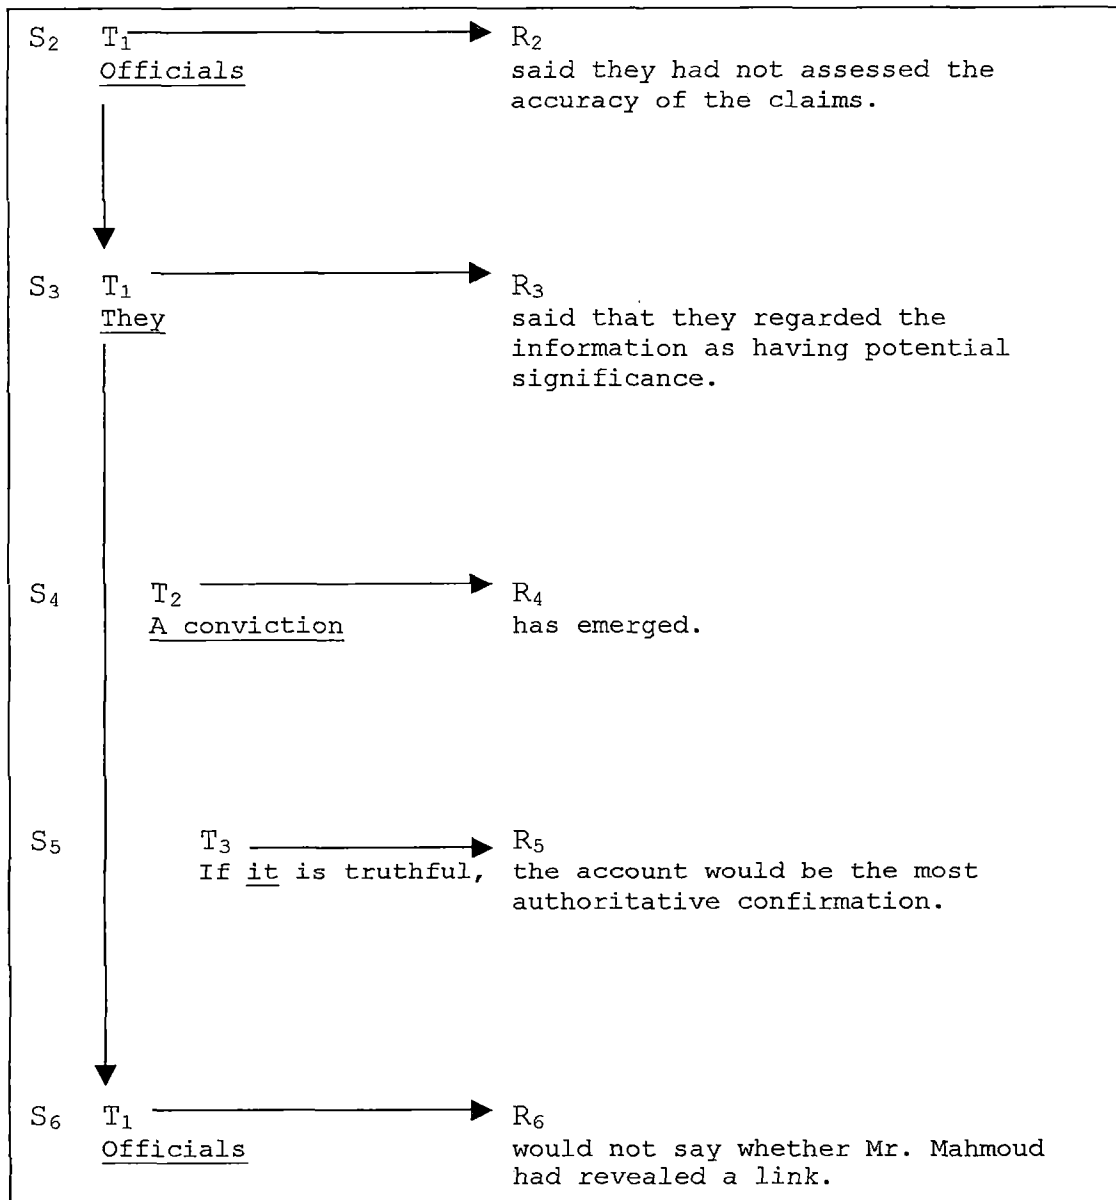 S₂ T₁ R₂
Officials said they had not assessed the
accuracy of the claims.
S₃ T₁ R₃
They said that they regarded the
information as having potential
significance.
S₄ T₂ R₄
A conviction has emerged.
S₅ T₃ R₅
If it is truthful, the account would be the most
authoritative confirmation.
S₆ T₁ R₆
Officials would not say whether Mr. Mahmoud
had revealed a link.